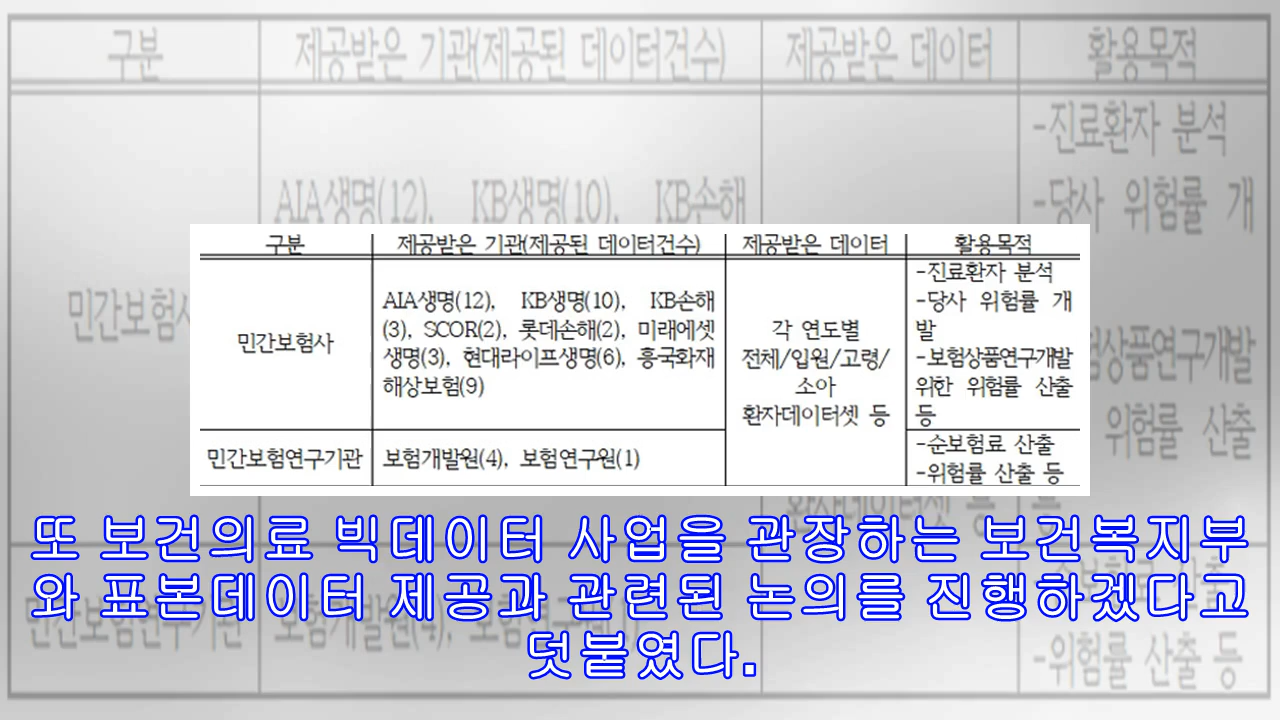 구분 제공받은 기관(제공된 데이터건수) 제공받은 데이터 활용목적
민간보험사
AIA생명(12), KB생명(10), KB손해
(3), SCOR(2), 롯데손해(2), 미래에셋
생명(3), 현대라이프생명(6), 흥국화재
해상보험(9)
각 연도별
전체/입원/고령/
소아
환자데이터셋 등
-진료환자 분석
-당사 위험률 개
발
-보험상품연구개발
위한 위험률 산출
등
민간보험연구기관
보험개발원(4), 보험연구원(1)
-순보험료 산출
-위험률 산출 등
또 보건의료 빅데이터 사업을 관장하는 보건복지부
와 표본데이터 제공과 관련된 논의를 진행하겠다고
덧붙였다.